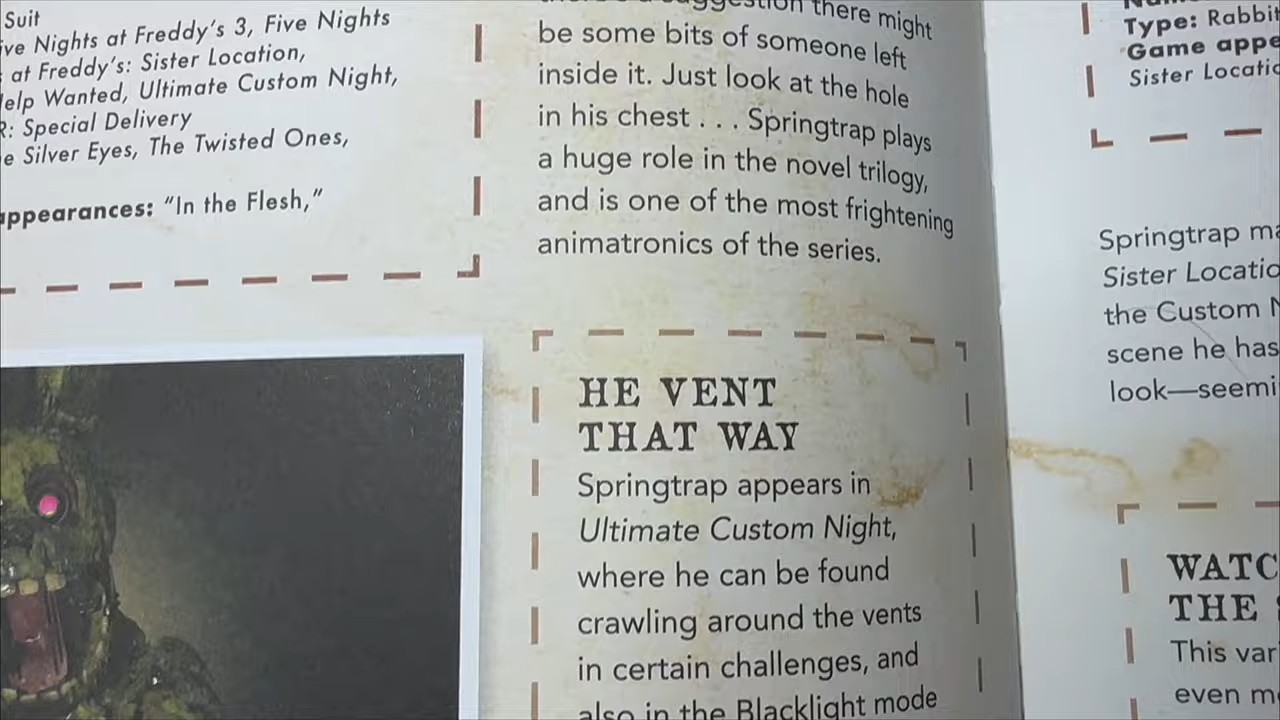 Suit
Five Nights at Freddy's 3, Five Nights
at Freddy's: Sister Location,
Help Wanted, Ultimate Custom Night,
Special Delivery
Silver Eyes, The Twisted Ones,
appearances: "In the Flesh,"
suggestion there might
be some bits of someone left
inside it. Just look at the hole
in his chest . . . Springtrap plays
a huge role in the novel trilogy,
and is one of the most frightening
animatronics of the series.
HE VENT
THAT WAY
Springtrap appears in
Ultimate Custom Night,
where he can be found
crawling around the vents
in certain challenges, and
also in the Blacklight mode
Type: Rabbit
Game appe
Sister Locatio
Springtrap ma
Sister Locatio
the Custom N
scene he has
look—seemi
WATC
THE S
This var
even m